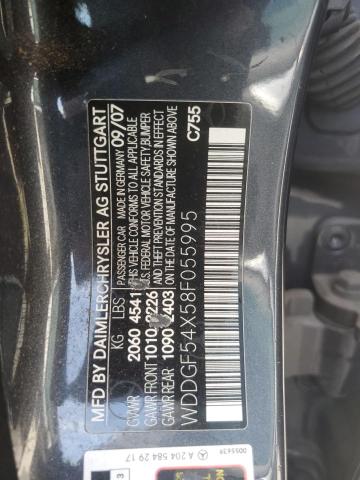 MFD BY DAIMLERCHRYSLER AG STUTTGART
PASSENGER CAR MADE IN GERMANY 09/07
KG LBS THIS VEHICLE CONFORMS TO ALL APPLICABLE
GVWR 2060 4541 U.S. FEDERAL MOTOR VEHICLE SAFETY, BUMPER
GAWR FRONT 1010 2226 AND THEFT PREVENTION STANDARDS IN EFFECT
GAWR REAR 1090 2403 ON THE DATE OF MANUFACTURE SHOWN ABOVE
C755
WDDGF54X58F055995
0055639
A 204 584 29 17